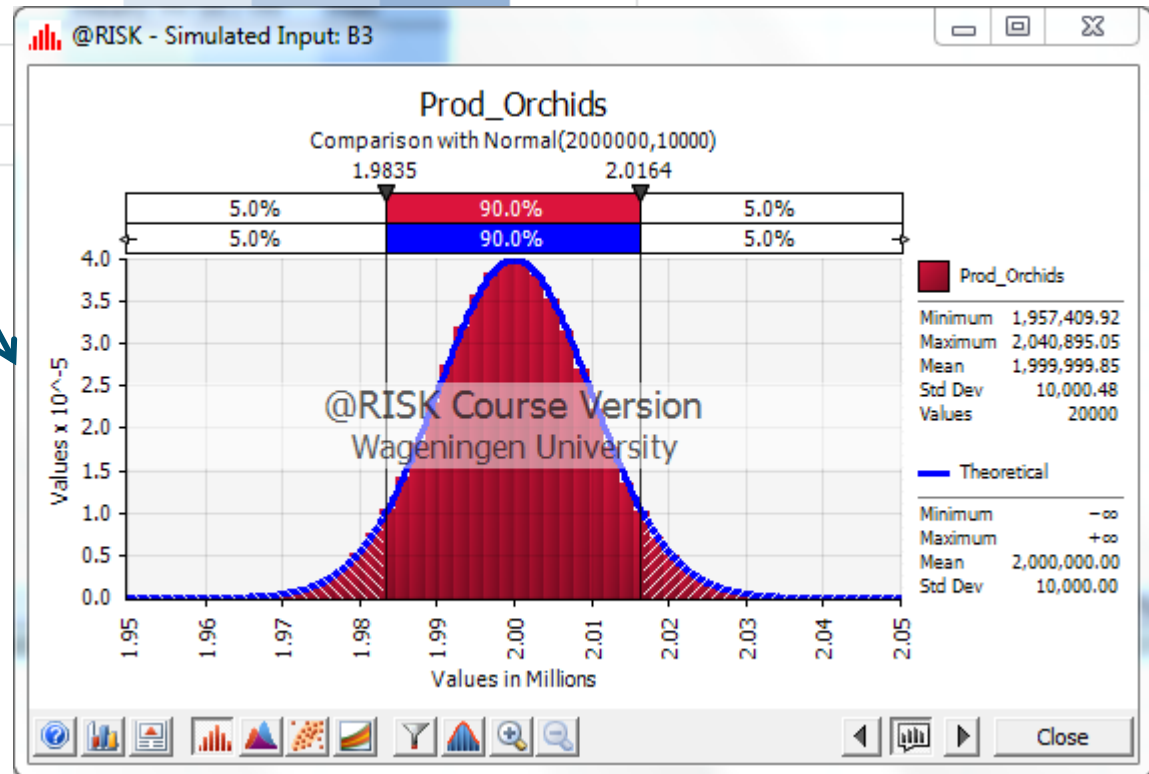 @RISK - Simulated Input: B3
Prod_Orchids
Comparison with Normal(2000000,10000)
1.9835 2.0164
5.0% 90.0% 5.0%
5.0% 90.0% 5.0%
4.0
3.5
3.0
2.5
2.0
1.5
1.0
0.5
0.0
Values x 10^-5
@RISK Course Version
Wageningen University
1.95 1.96 1.97 1.98 1.99 2.00 2.01 2.02 2.03 2.04 2.05
Values in Millions
Prod_Orchids
Minimum 1,957,409.92
Maximum 2,040,895.05
Mean 1,999,999.85
Std Dev 10,000.48
Values 20000
Theoretical
Minimum -∞
Maximum +∞
Mean 2,000,000.00
Std Dev 10,000.00
Close